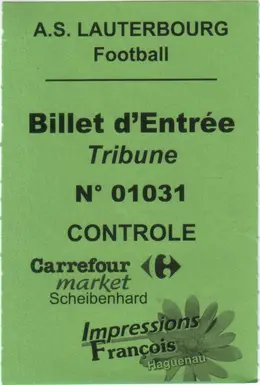 A.S. LAUTERBOURG
Football
Billet d'Entrée
Tribune
N° 01031
CONTROLE
Carrefour
market
Scheibenhard
Impressions
François
Haguenau